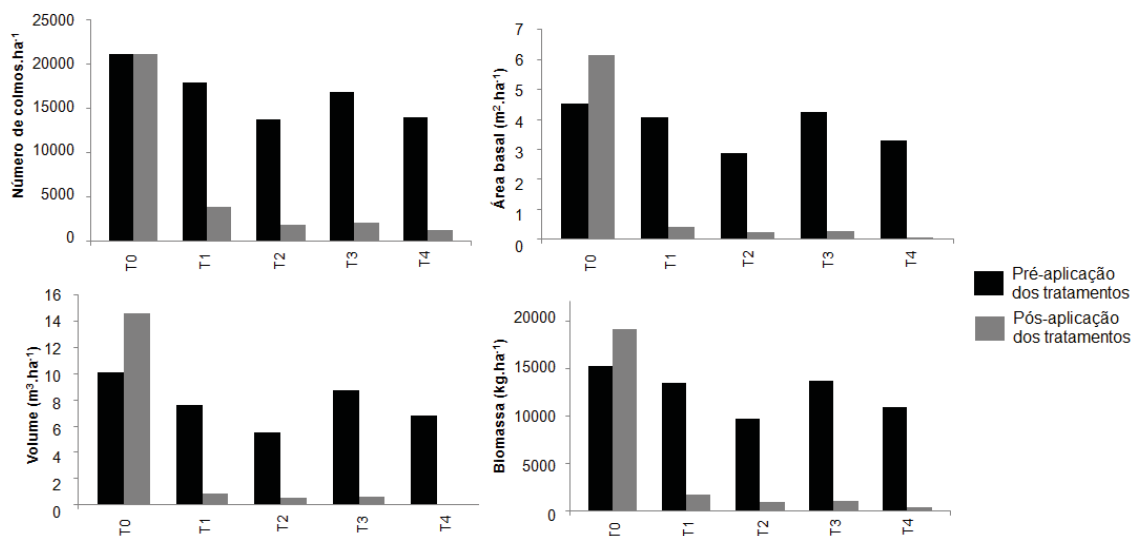 Número de colmos.ha⁻¹
25000
20000
15000
10000
5000
0
T0 T1 T2 T3 T4
Área basal (m².ha⁻¹)
7
6
5
4
3
2
1
0
T0 T1 T2 T3 T4
Volume (m³.ha⁻¹)
16
14
12
10
8
6
4
2
0
T0 T1 T2 T3 T4
Biomassa (kg.ha⁻¹)
20000
15000
10000
5000
0
T0 T1 T2 T3 T4
Pré-aplicação
dos tratamentos
Pós-aplicação
dos tratamentos